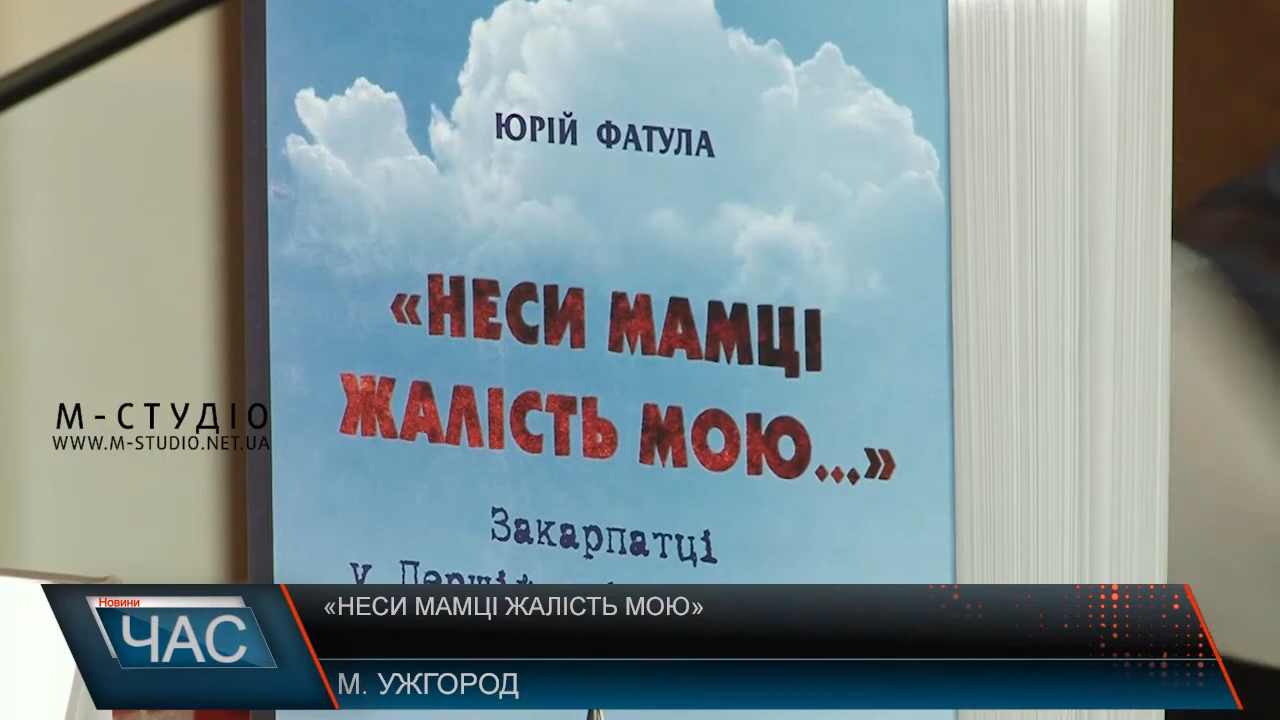 ЮРІЙ ФАТУЛА
«НЕСИ МАМЦІ
ЖАЛІСТЬ МОЮ...»
Закарпатці
у
М-СТУДІО
WWW.M-STUDIO.NET.UA
Новини
ЧАС
«НЕСИ МАМЦІ ЖАЛІСТЬ МОЮ»
М. УЖГОРОД